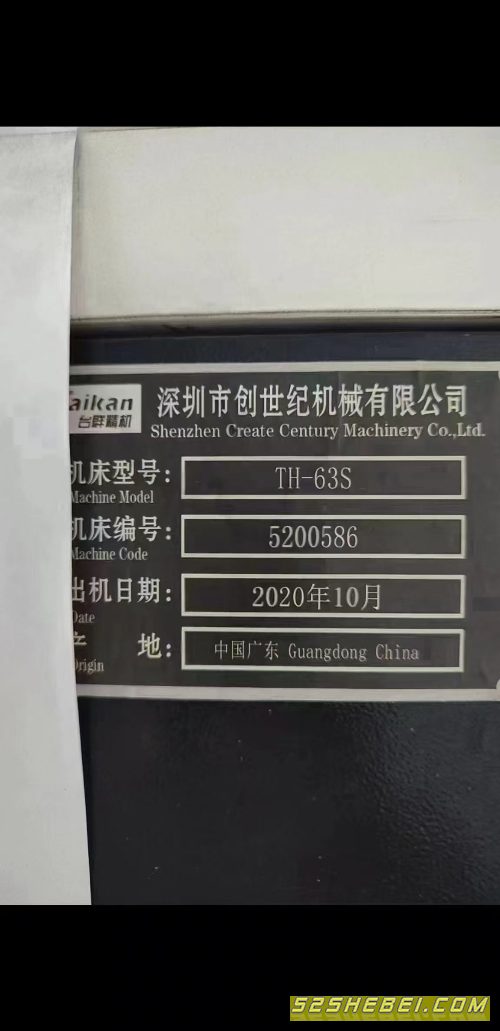 aikan
台群精机
深圳市创世纪机械有限公司
Shenzhen Create Century Machinery Co.,Ltd.
机床型号: TH-63S
Machine Model
机床编号: 5200586
Machine Code
出机日期: 2020年10月
Date
地: 中国广东 Guangdong China
Origin
52SHEBEI.COM